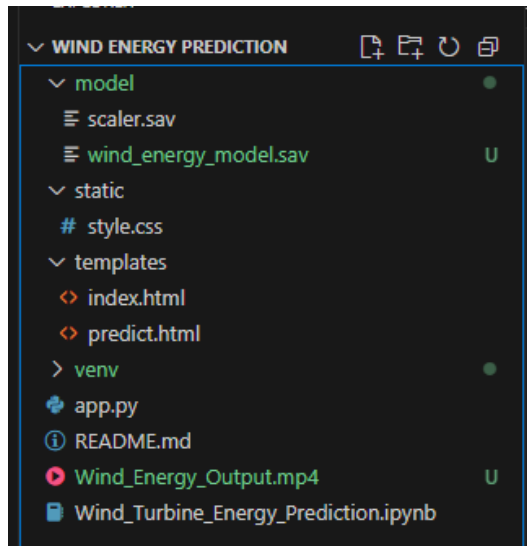 WIND ENERGY PREDICTION
model
scaler.sav
wind_energy_model.sav U
static
# style.css
templates
<> index.html
<> predict.html
venv
app.py
README.md
Wind_Energy_Output.mp4 U
Wind_Turbine_Energy_Prediction.ipynb